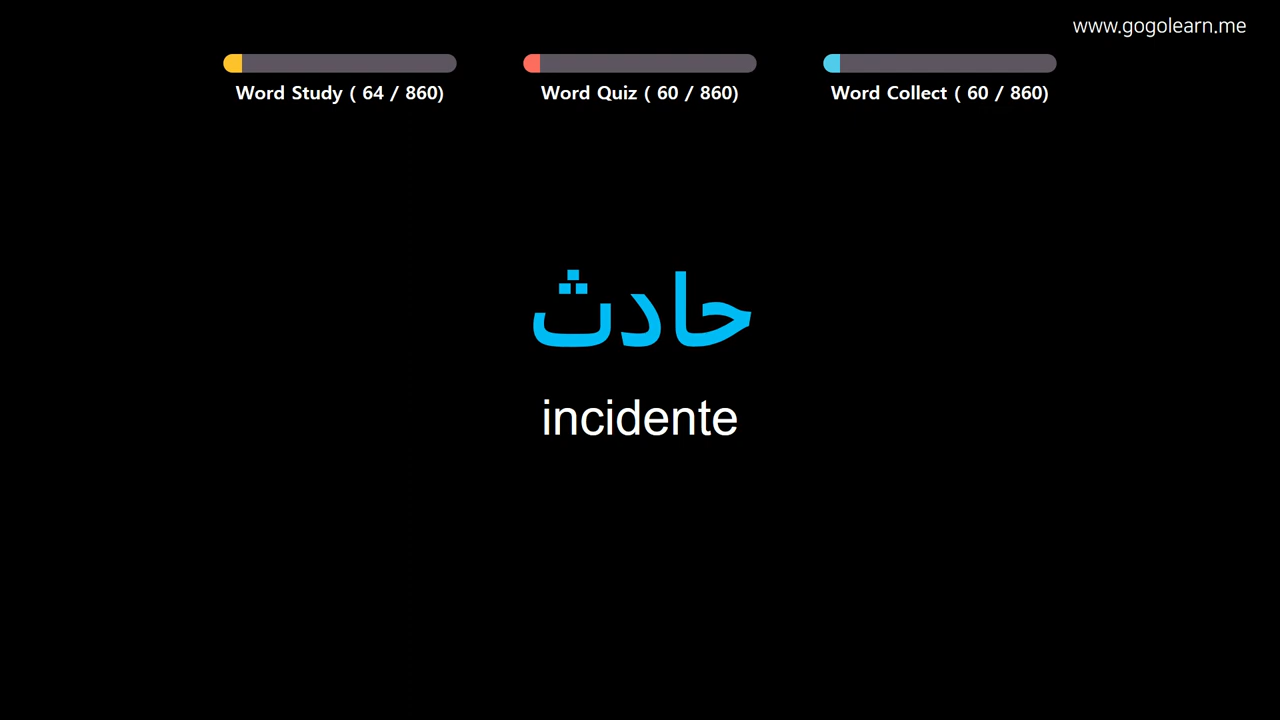 www.gogolearn.me
Word Study ( 64 / 860)
Word Quiz ( 60 / 860)
Word Collect ( 60 / 860)
حادث
incidente